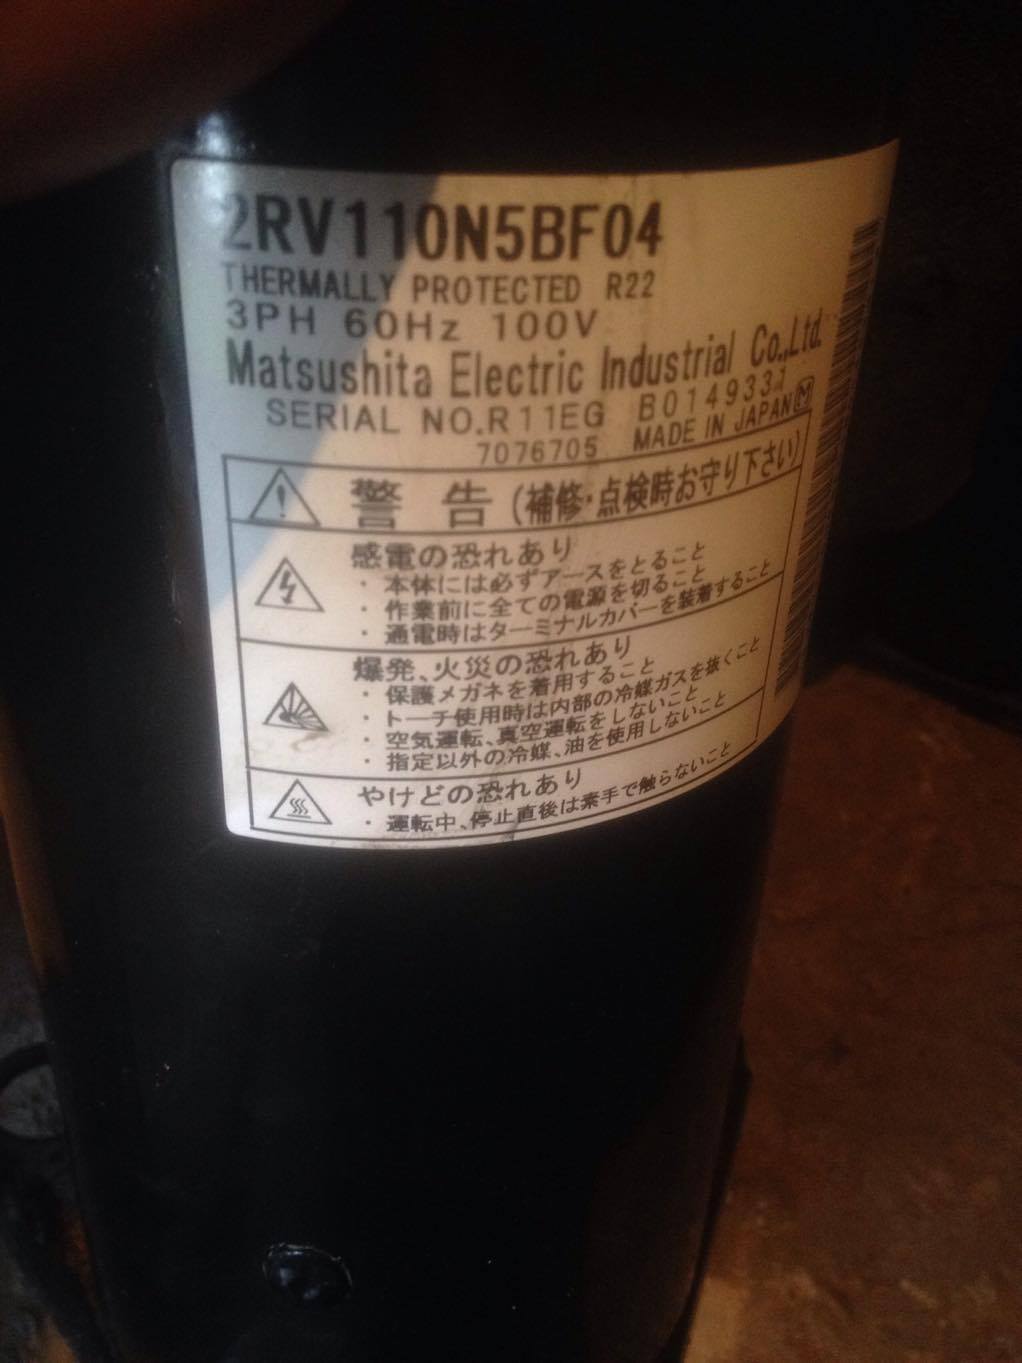 2RV110N5BF04
THERMALLY PROTECTED R22
3PH 60Hz 100V
Matsushita Electric Industrial Co.,Ltd.
SERIAL NO.R11EG B0149331
7076705 MADE IN JAPAN M
警 告 (補修・点検時お守り下さい)
感電の恐れあり
・本体には必ずアースをとること
・作業前に全ての電源を切ること
・通電時はターミナルカバーを装着すること
爆発、火災の恐れあり
・保護メガネを着用すること
・トーチ使用時は内部の冷媒ガスを抜くこと
・空気運転、真空運転をしないこと
・指定以外の冷媒、油を使用しないこと
やけどの恐れあり
・運転中、停止直後は素手で触らないこと